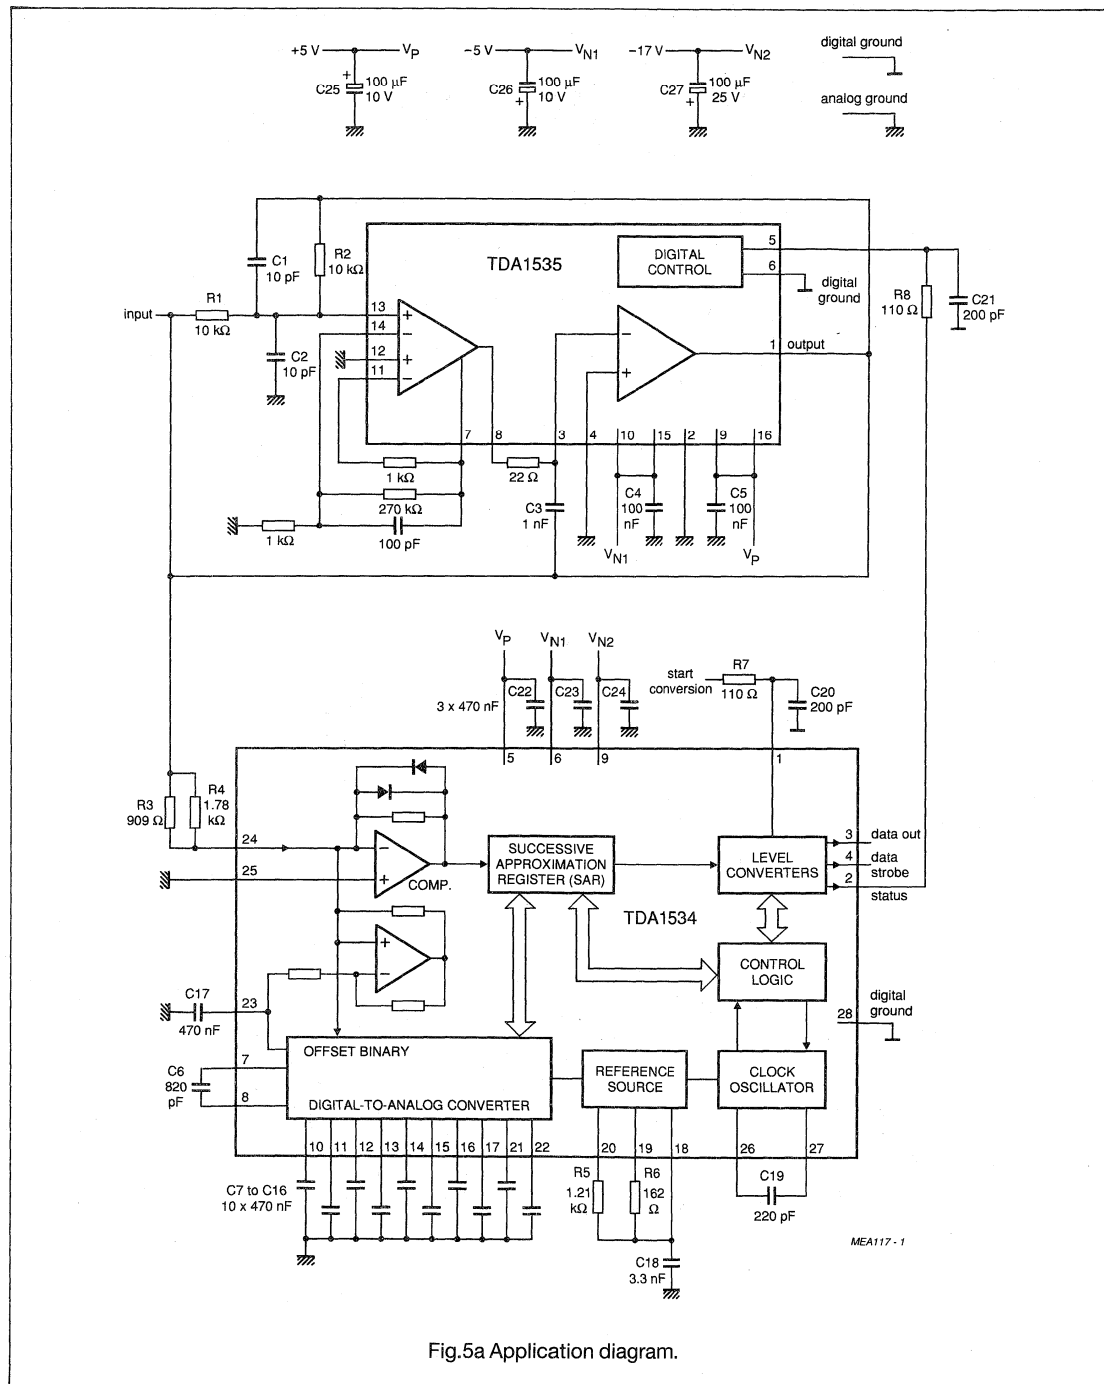 +5 V
VP
+
C25
100 µF
10 V
−5 V
VN1
C26
100 µF
10 V
+
−17 V
VN2
C27
100 µF
25 V
+
digital ground
analog ground
C1
10 pF
R2
10 kΩ
TDA1535
DIGITAL
CONTROL
5
6
digital
ground
R8
110 Ω
C21
200 pF
input
R1
10 kΩ
C2
10 pF
13
14
12
11
+
−
+
−
−
+
1
output
7
8
3
4
10
15
2
9
16
1 kΩ
270 kΩ
100 pF
1 kΩ
22 Ω
C3
1 nF
C4
100
nF
C5
100
nF
VN1
VP
VP
VN1
VN2
C22
C23
C24
3 x 470 nF
5
6
9
start
conversion
R7
110 Ω
C20
200 pF
1
R3
909 Ω
R4
1.78
kΩ
24
25
−
+
COMP.
SUCCESSIVE
APPROXIMATION
REGISTER (SAR)
LEVEL
CONVERTERS
3
data out
4
data
strobe
2
status
TDA1534
+
−
CONTROL
LOGIC
C17
470 nF
23
28
digital
ground
C6
820
pF
7
8
OFFSET BINARY
DIGITAL-TO-ANALOG CONVERTER
REFERENCE
SOURCE
CLOCK
OSCILLATOR
10
11
12
13
14
15
16
17
21
22
20
19
18
26
27
C7 to C16
10 x 470 nF
R5
1.21
kΩ
R6
162
Ω
C19
220 pF
C18
3.3 nF
MEA117 - 1
Fig.5a Application diagram.